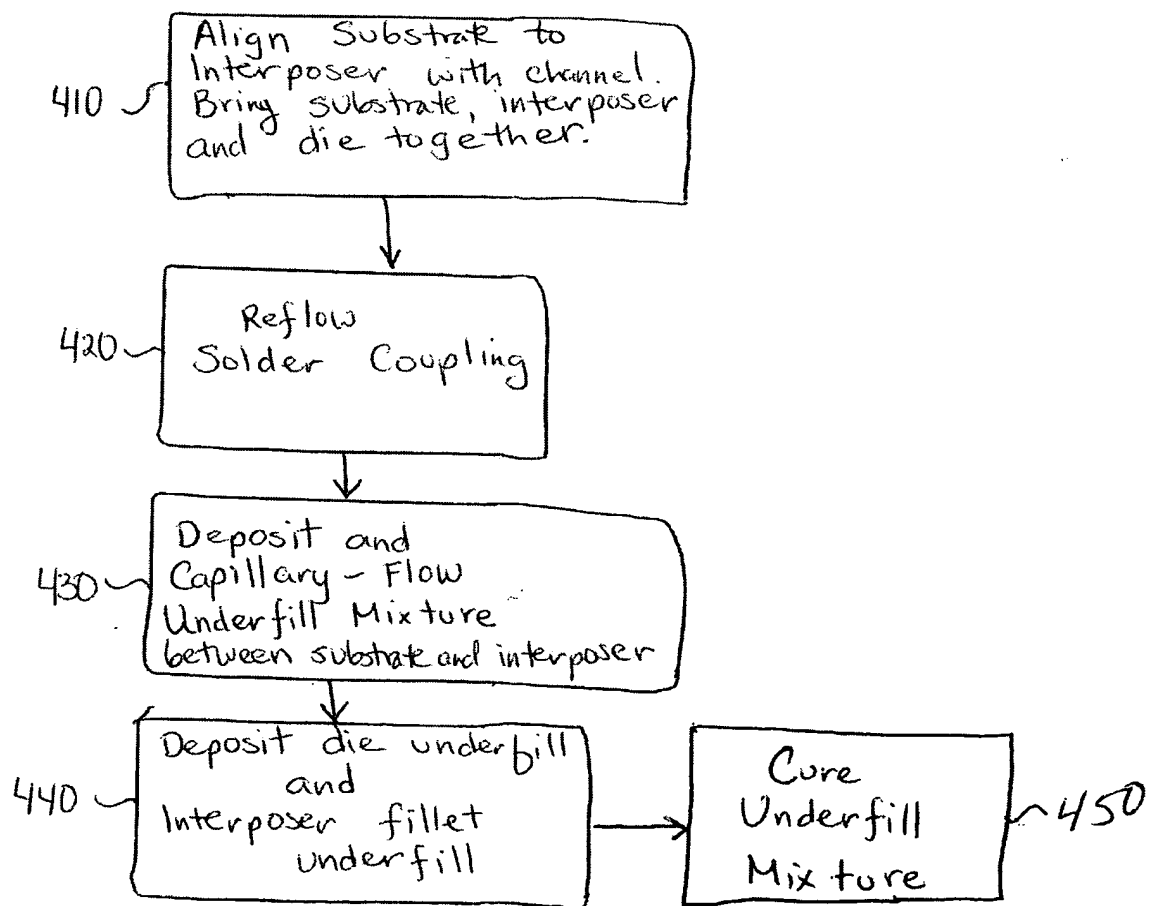 Align Substrate to
Interposer with channel.
Bring substrate, interposer
and die together.
410
Reflow
Solder Coupling
420
Deposit and
Capillary - Flow
Underfill Mixture
between substrate and interposer
430
Deposit die underfill
and
Interposer fillet
underfill
440
Cure
Underfill
Mixture
450